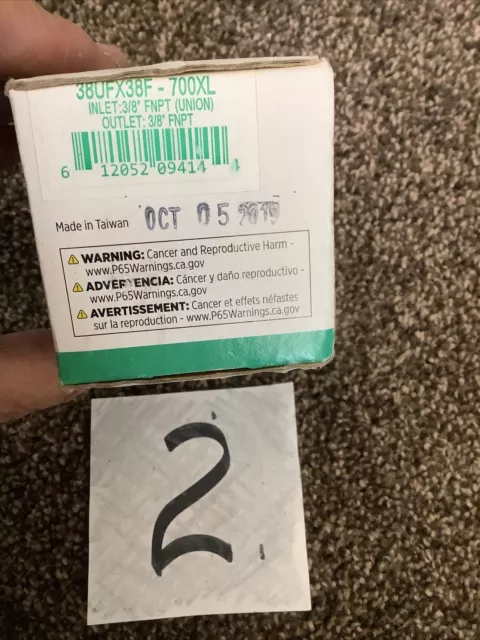 38UFX38F - 700XL
INLET: 3/8" FNPT (UNION)
OUTLET: 3/8" FNPT
6 12052 09414 4
Made in Taiwan OCT 05 2019
⚠ WARNING: Cancer and Reproductive Harm -
www.P65Warnings.ca.gov
⚠ ADVERTENCIA: Cáncer y daño reproductivo -
www.P65Warnings.ca.gov
⚠ AVERTISSEMENT: Cancer et effets néfastes
sur la reproduction - www.P65Warnings.ca.gov
2